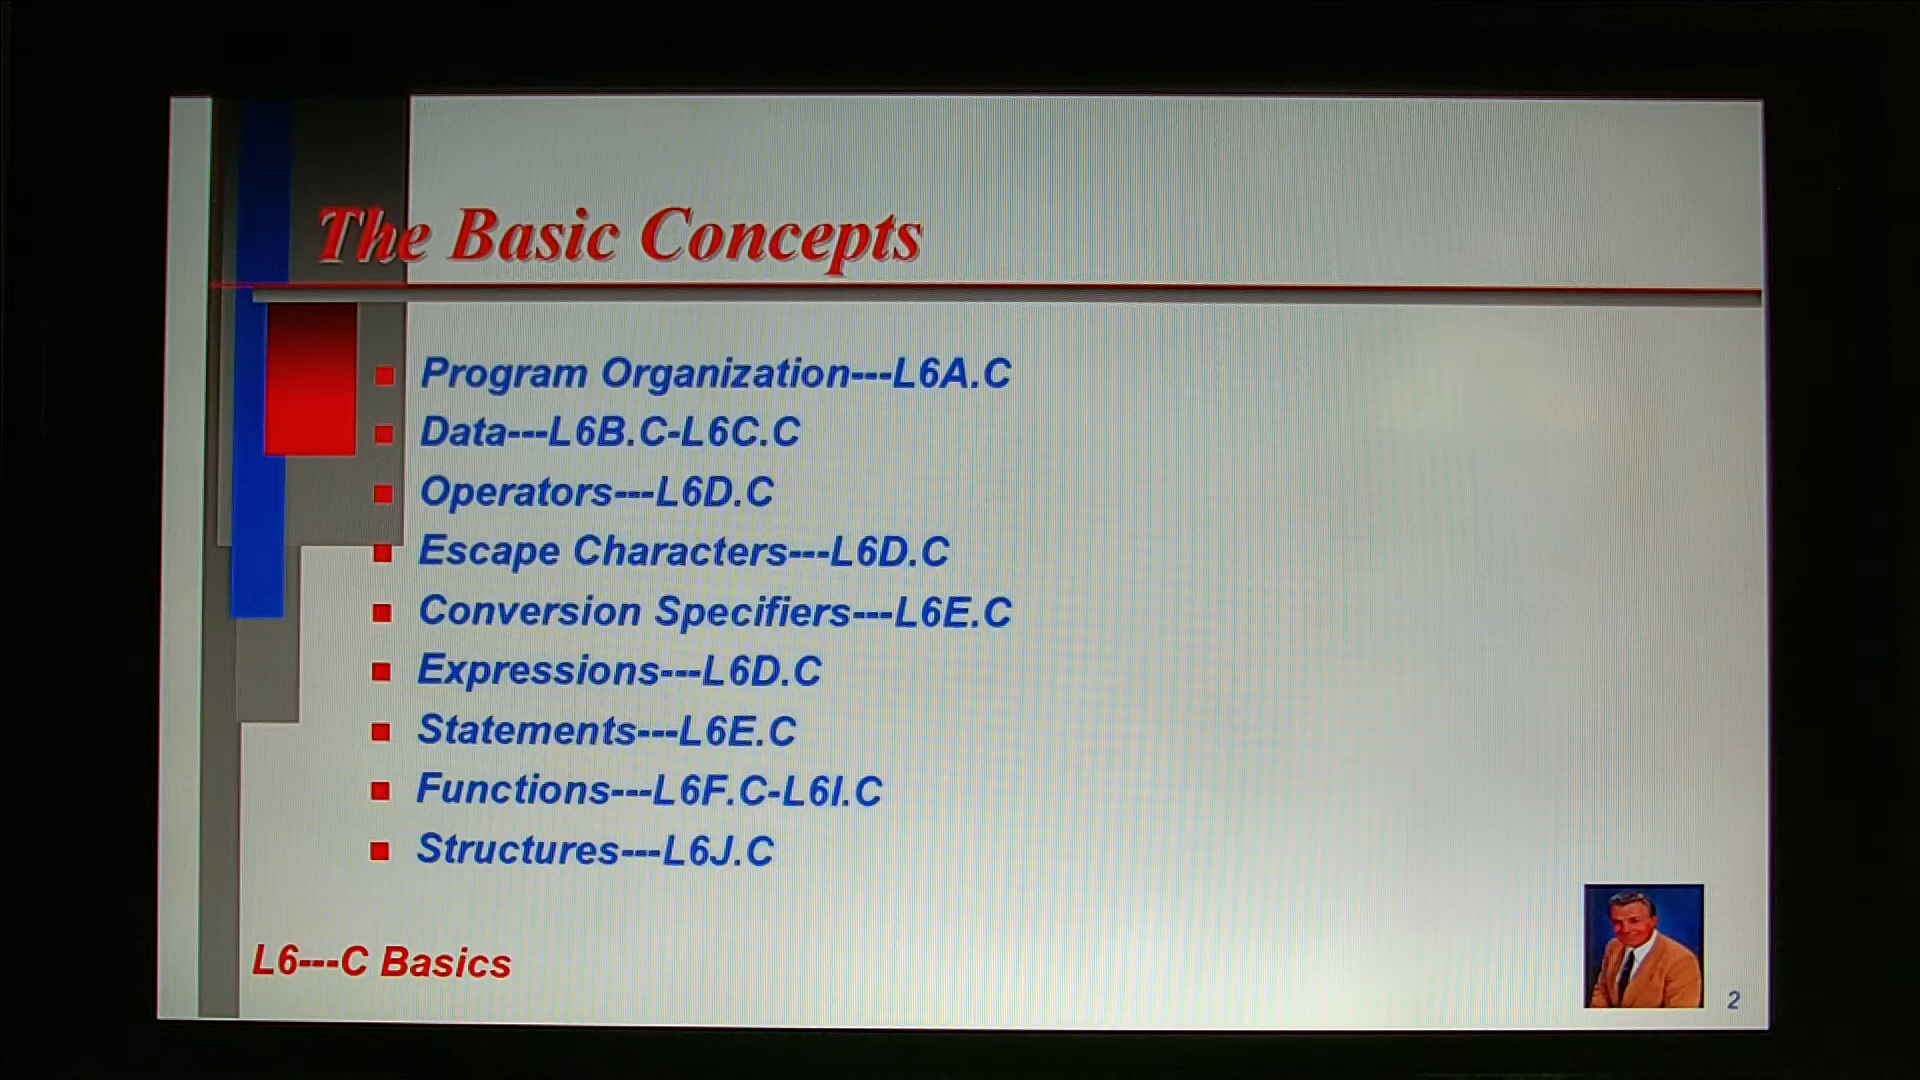 The Basic Concepts
Program Organization---L6A.C
Data---L6B.C-L6C.C
Operators---L6D.C
Escape Characters---L6D.C
Conversion Specifiers---L6E.C
Expressions---L6D.C
Statements---L6E.C
Functions---L6F.C-L6I.C
Structures---L6J.C
L6---C Basics
2